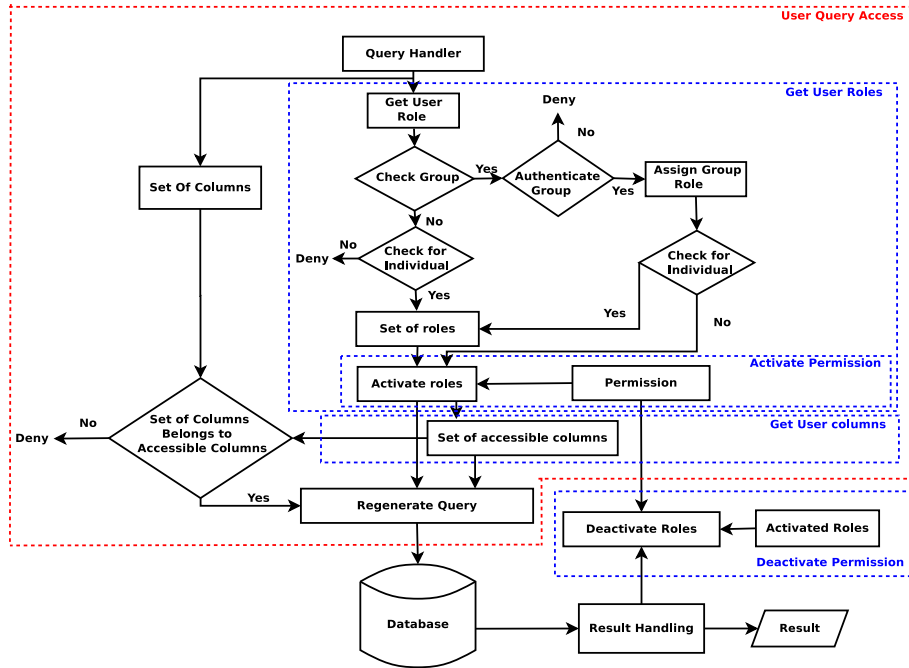 User Query Access
Query Handler
Get User Roles
Get User
Role
Deny
No
Set Of Columns
Check Group
Yes
Authenticate
Group
Yes
Assign Group
Role
No
No
Deny
Check for
Individual
Check for
Individual
Yes
Yes
No
Set of roles
Activate Permission
Activate roles
Permission
Get User columns
No
Deny
Set of Columns
Belongs to
Accessible Columns
Set of accessible columns
Yes
Regenerate Query
Deactivate Roles
Activated Roles
Deactivate Permission
Database
Result Handling
Result